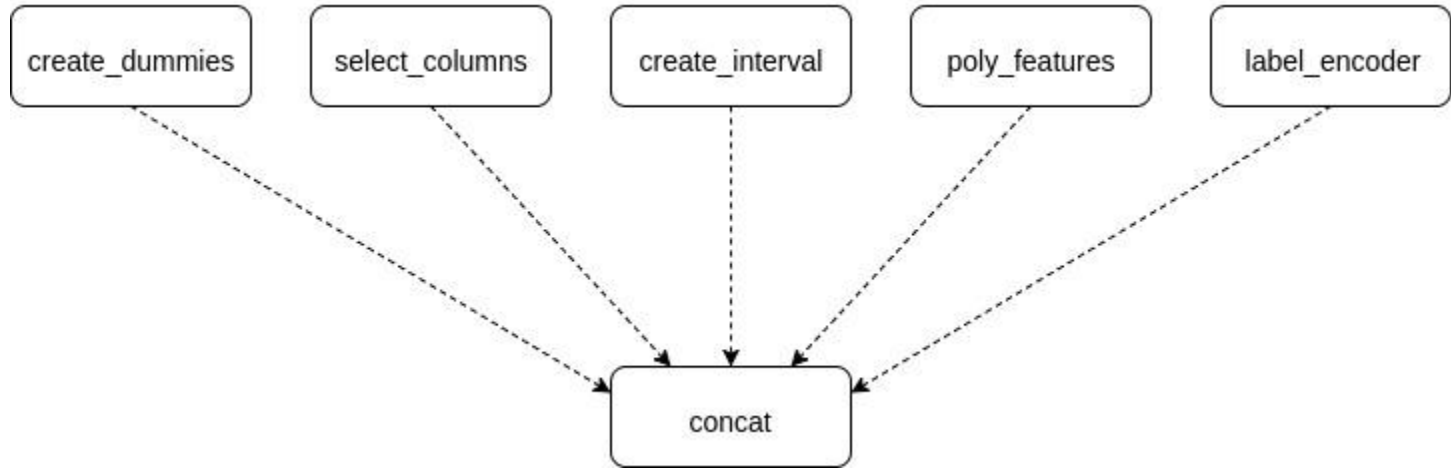 create_dummies
select_columns
create_interval
poly_features
label_encoder
concat